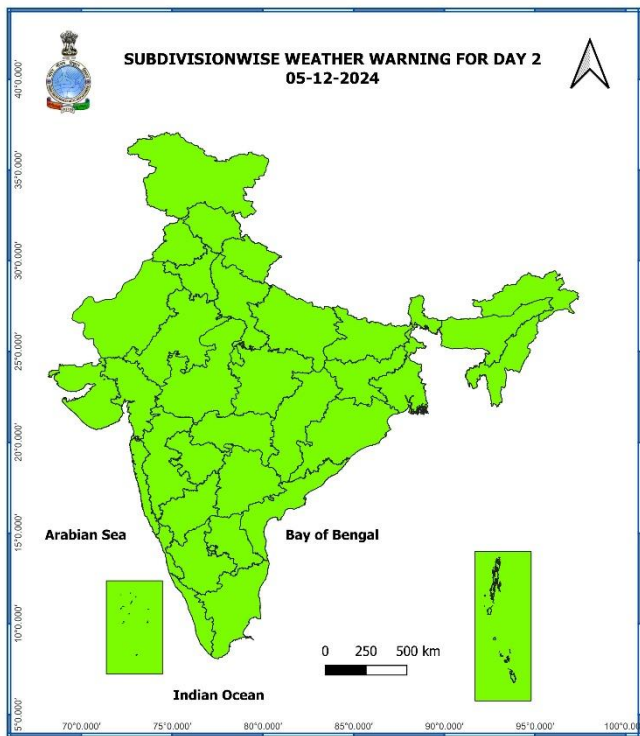 SUBDIVISIONWISE WEATHER WARNING FOR DAY 2
05-12-2024
40°0.000'
35°0.000'
30°0.000'
25°0.000'
20°0.000'
15°0.000'
10°0.000'
5°0.000'
Arabian Sea
Bay of Bengal
0 250 500 km
Indian Ocean
70°0.000' 75°0.000' 80°0.000' 85°0.000' 90°0.000' 95°0.000' 100°0.00